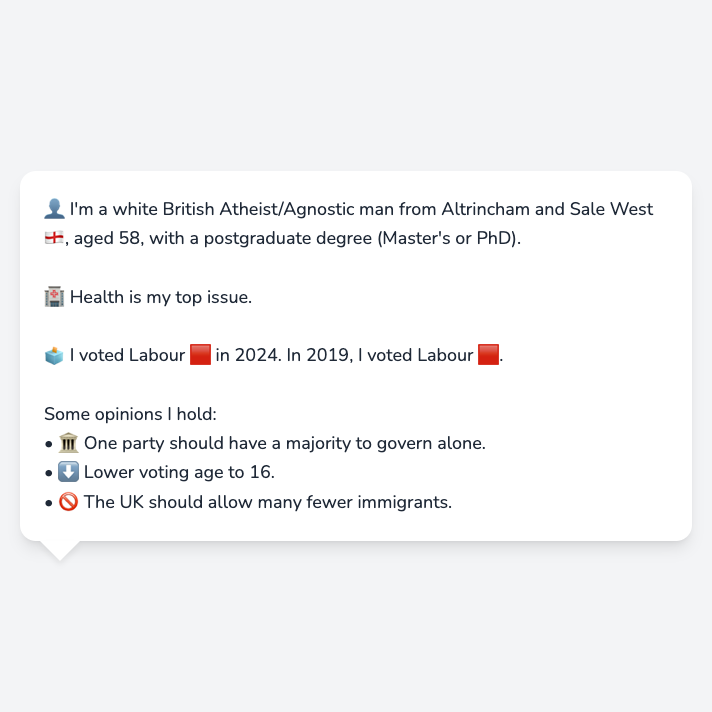 👤 I'm a white British Atheist/Agnostic man from Altrincham and Sale West
🏴󠁧󠁢󠁥󠁮󠁧󠁿, aged 58, with a postgraduate degree (Master's or PhD).
🏥 Health is my top issue.
🗳️ I voted Labour 🟥 in 2024. In 2019, I voted Labour 🟥.
Some opinions I hold:
• 🏛️ One party should have a majority to govern alone.
• ⬇️ Lower voting age to 16.
• 🚫 The UK should allow many fewer immigrants.